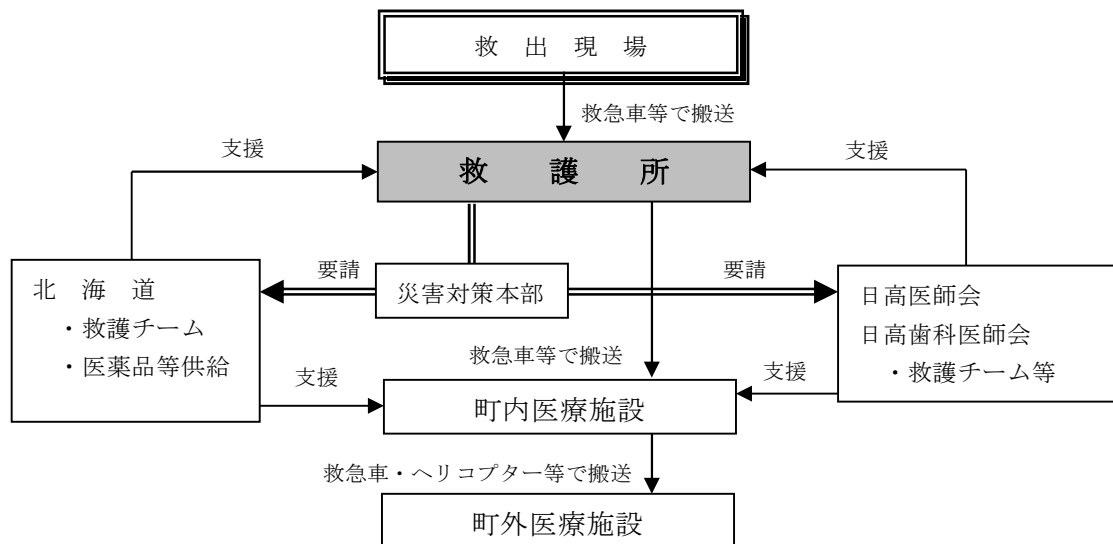 救 出 現 場
救急車等で搬送
支援
支援
救 護 所
要請
要請
北 海 道
・救護チーム
・医薬品等供給
災害対策本部
日高医師会
日高歯科医師会
・救護チーム等
救急車等で搬送
支援
支援
町内医療施設
救急車・ヘリコプター等で搬送
町外医療施設